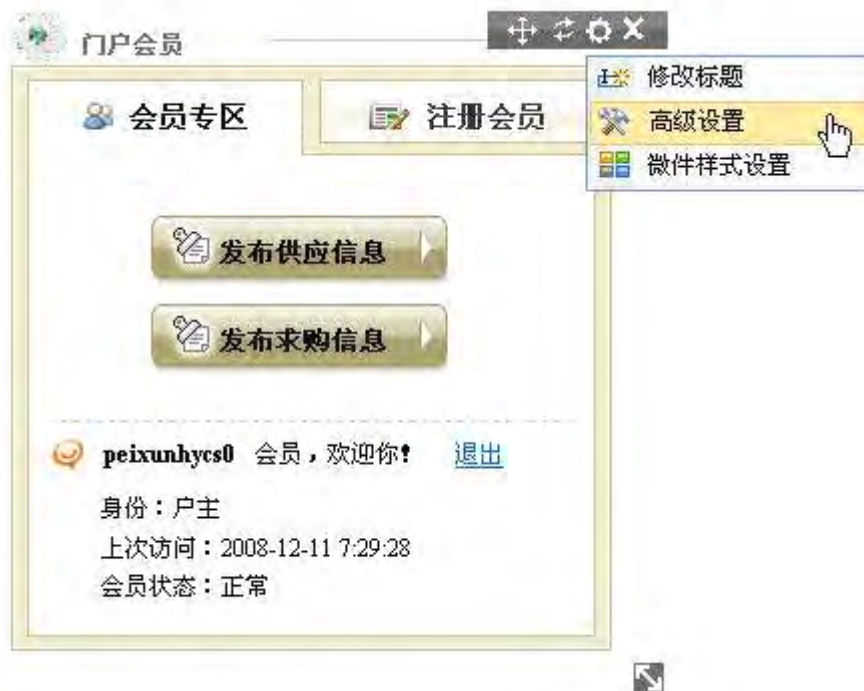 门户会员
修改标题
会员专区
注册会员
高级设置
微件样式设置
发布供应信息
发布求购信息
peixunhycs0 会员，欢迎你！ 退出
身份：户主
上次访问：2008-12-11 7:29:28
会员状态：正常